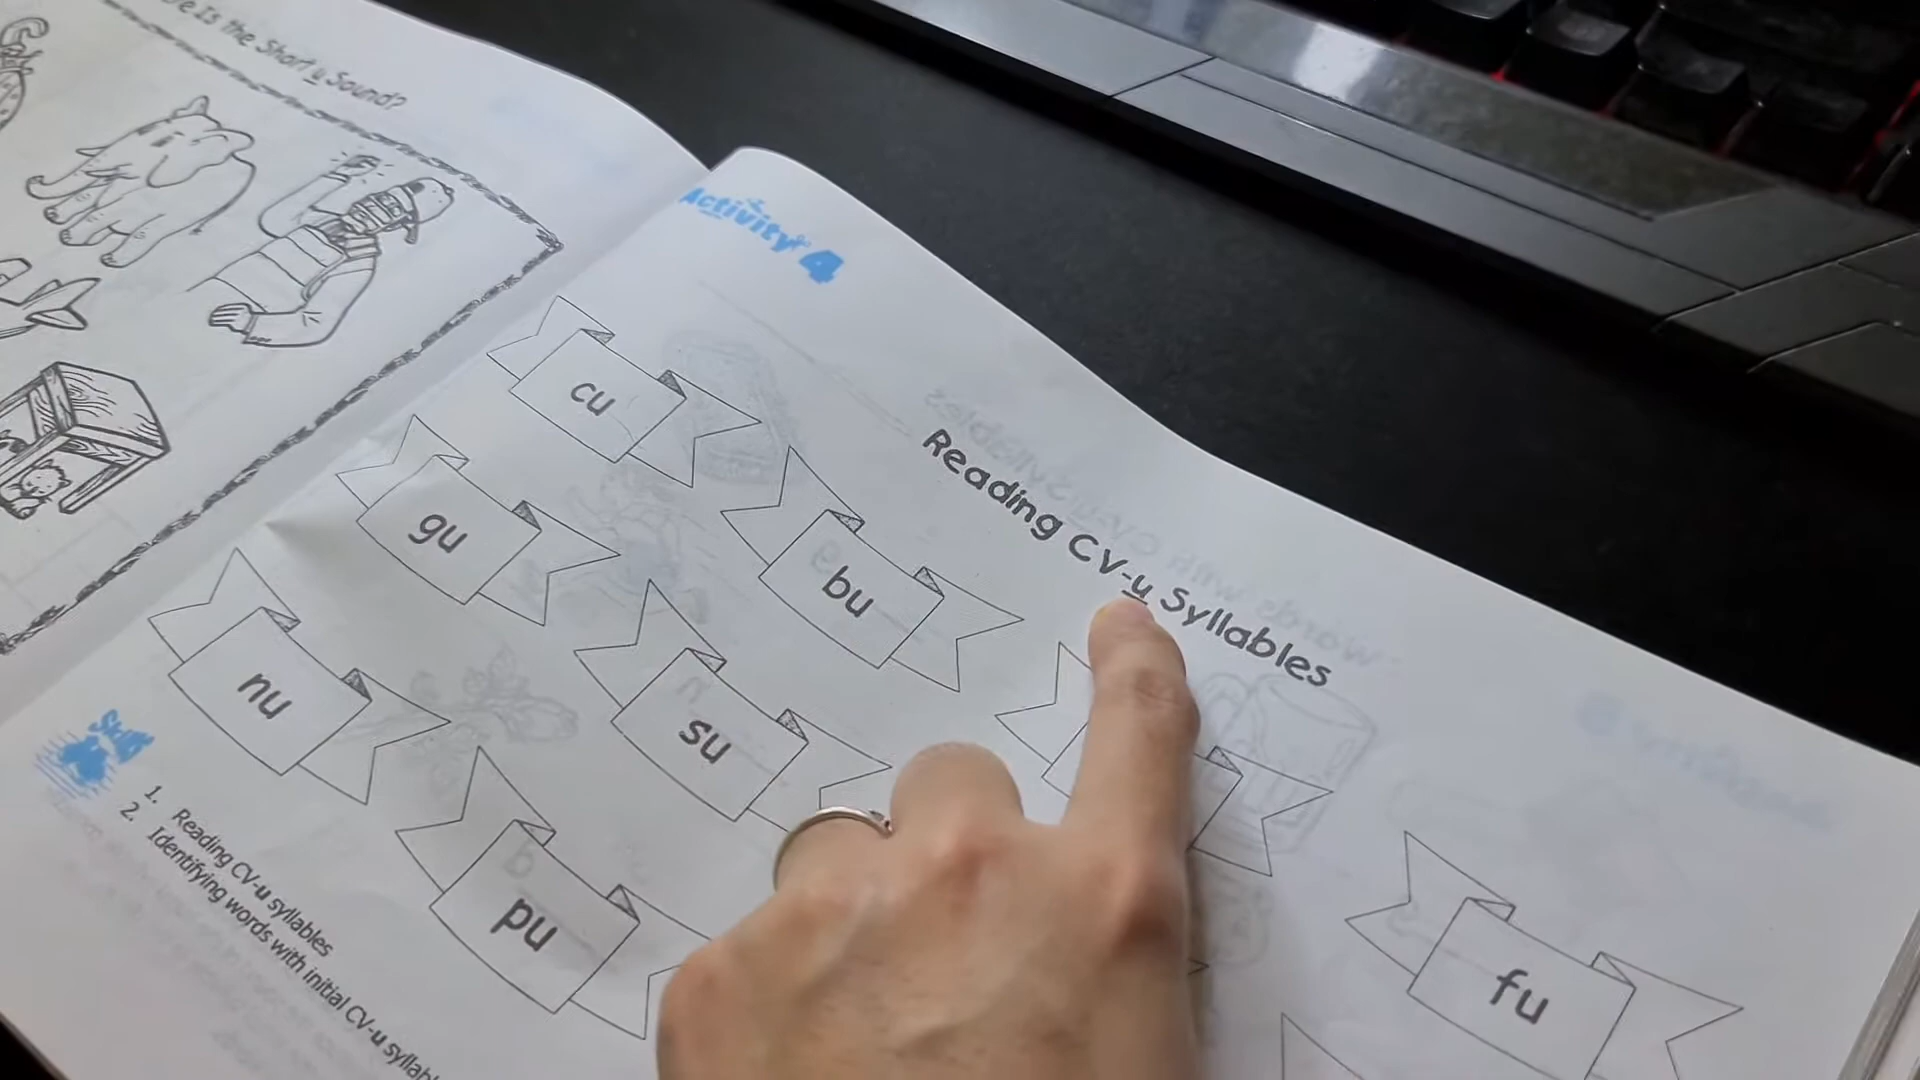 Is the Short u Sound?
Activity 4
Reading CV-u Syllables
cu
bu
gu
su
fu
nu
pu
Skills
1. Reading CV-u syllables
2. Identifying words with initial CV-u